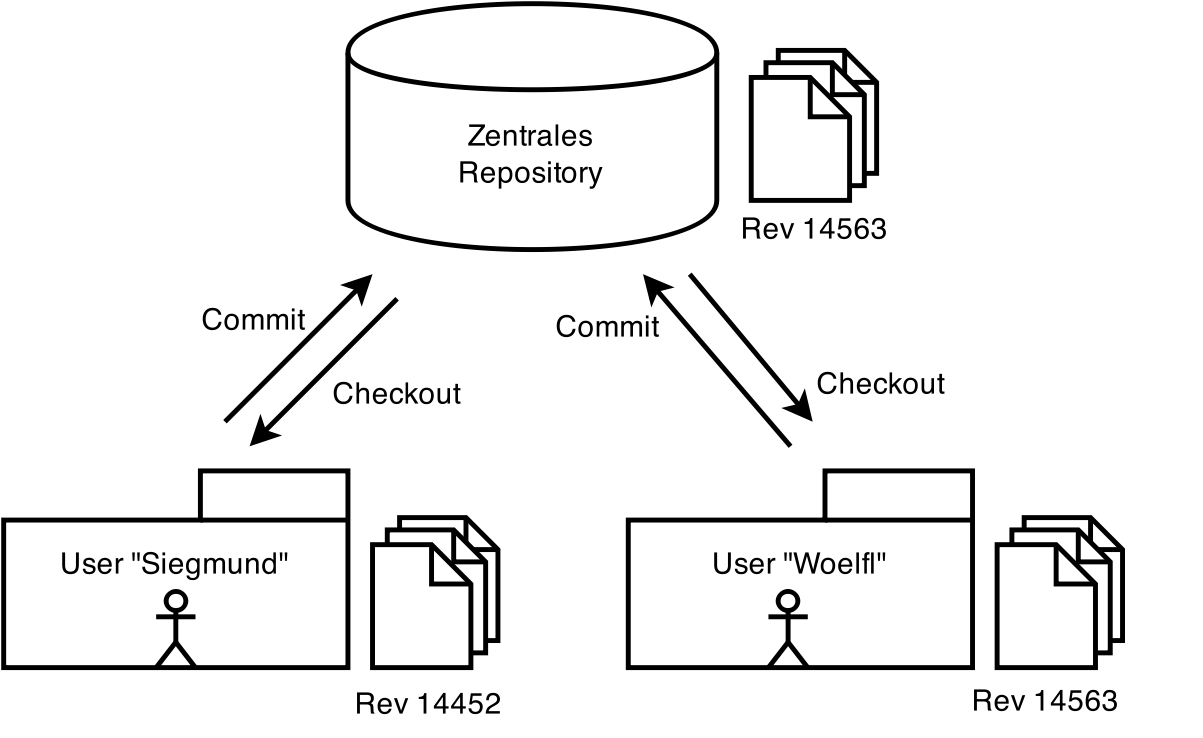 Zentrales
Repository
Rev 14563
Commit
Checkout
Commit
Checkout
User "Siegmund"
Rev 14452
User "Woelfl"
Rev 14563